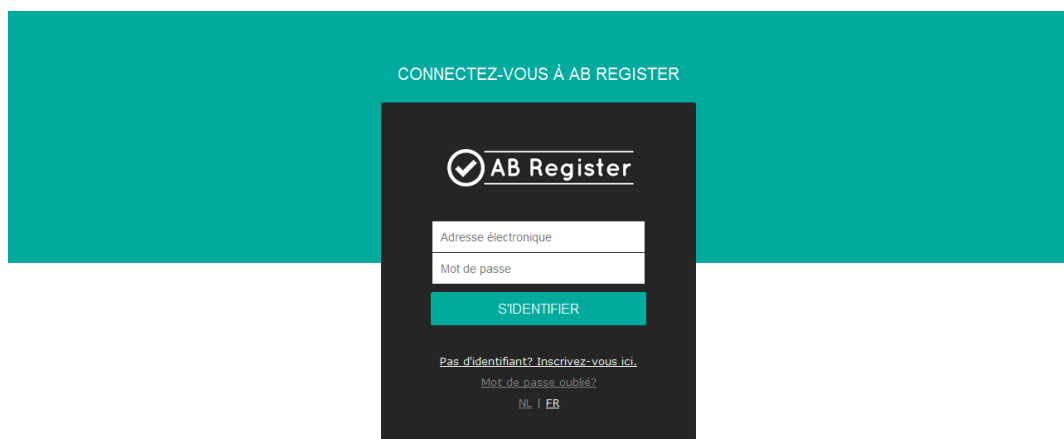 CONNECTEZ-VOUS À AB REGISTER
AB Register
Adresse électronique
Mot de passe
S'IDENTIFIER
Pas d'identifiant? Inscrivez-vous ici.
Mot de passe oublié?
NL | FR